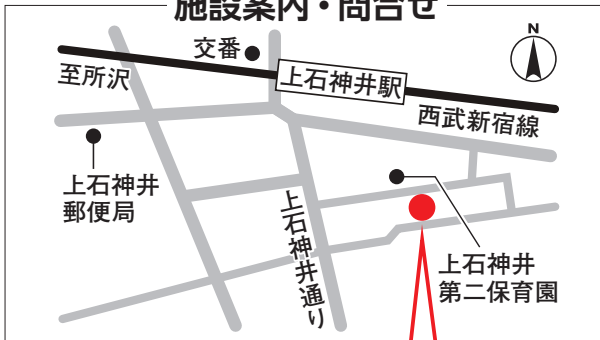 施設案内・問合せ
交番
N
至所沢
上石神井駅
西武新宿線
上石神井
郵便局
上石神井通り
上石神井
第二保育園